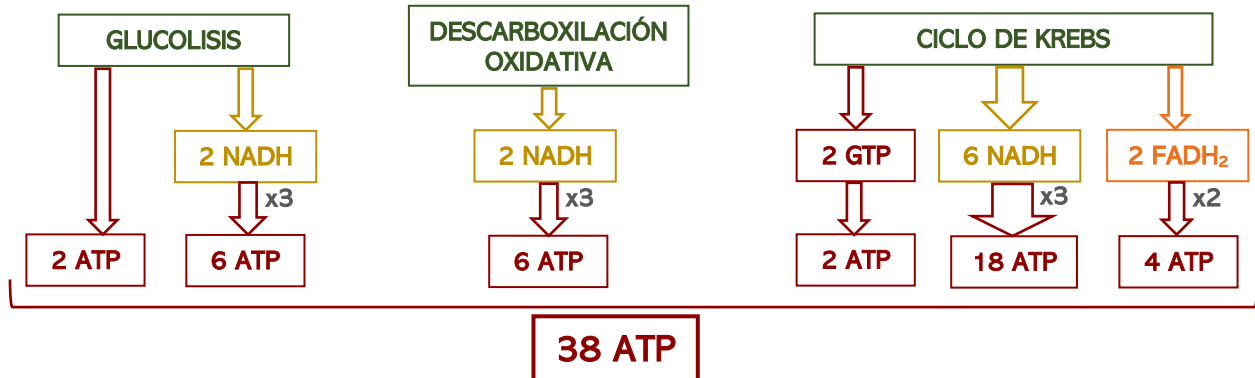 GLUCOLISIS
DESCARBOXILACIÓN
OXIDATIVA
CICLO DE KREBS
2 NADH
2 NADH
2 GTP
6 NADH
2 FADH₂
x3
x3
x3
x2
2 ATP
6 ATP
6 ATP
2 ATP
18 ATP
4 ATP
38 ATP